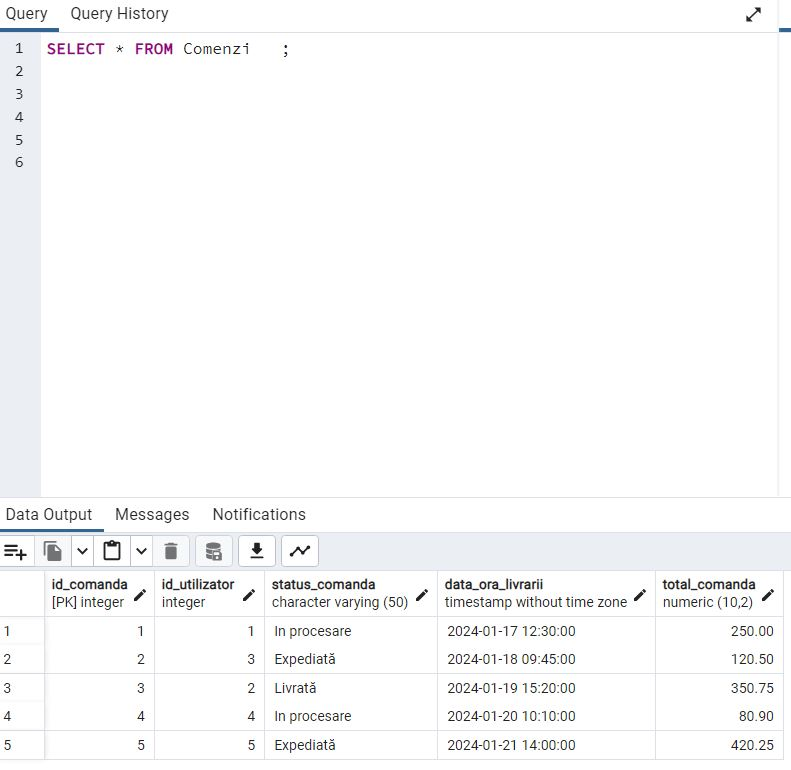 Query Query History
1 SELECT * FROM Comenzi ;
2
3
4
5
6
Data Output Messages Notifications
id_comanda id_utilizator status_comanda data_ora_livrarii total_comanda
[PK] integer integer character varying (50) timestamp without time zone numeric (10,2)
1 1 1 In procesare 2024-01-17 12:30:00 250.00
2 2 3 Expediată 2024-01-18 09:45:00 120.50
3 3 2 Livrată 2024-01-19 15:20:00 350.75
4 4 4 In procesare 2024-01-20 10:10:00 80.90
5 5 5 Expediată 2024-01-21 14:00:00 420.25